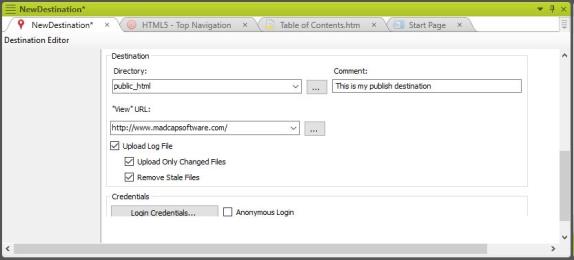 NewDestination*
NewDestination*
HTML5 - Top Navigation
Table of Contents.htm
Start Page
Destination Editor
Destination
Directory:
Comment:
public_html
...
This is my publish destination
"View" URL:
http://www.madcapsoftware.com/
...
Upload Log File
Upload Only Changed Files
Remove Stale Files
Credentials
Login Credentials...
Anonymous Login